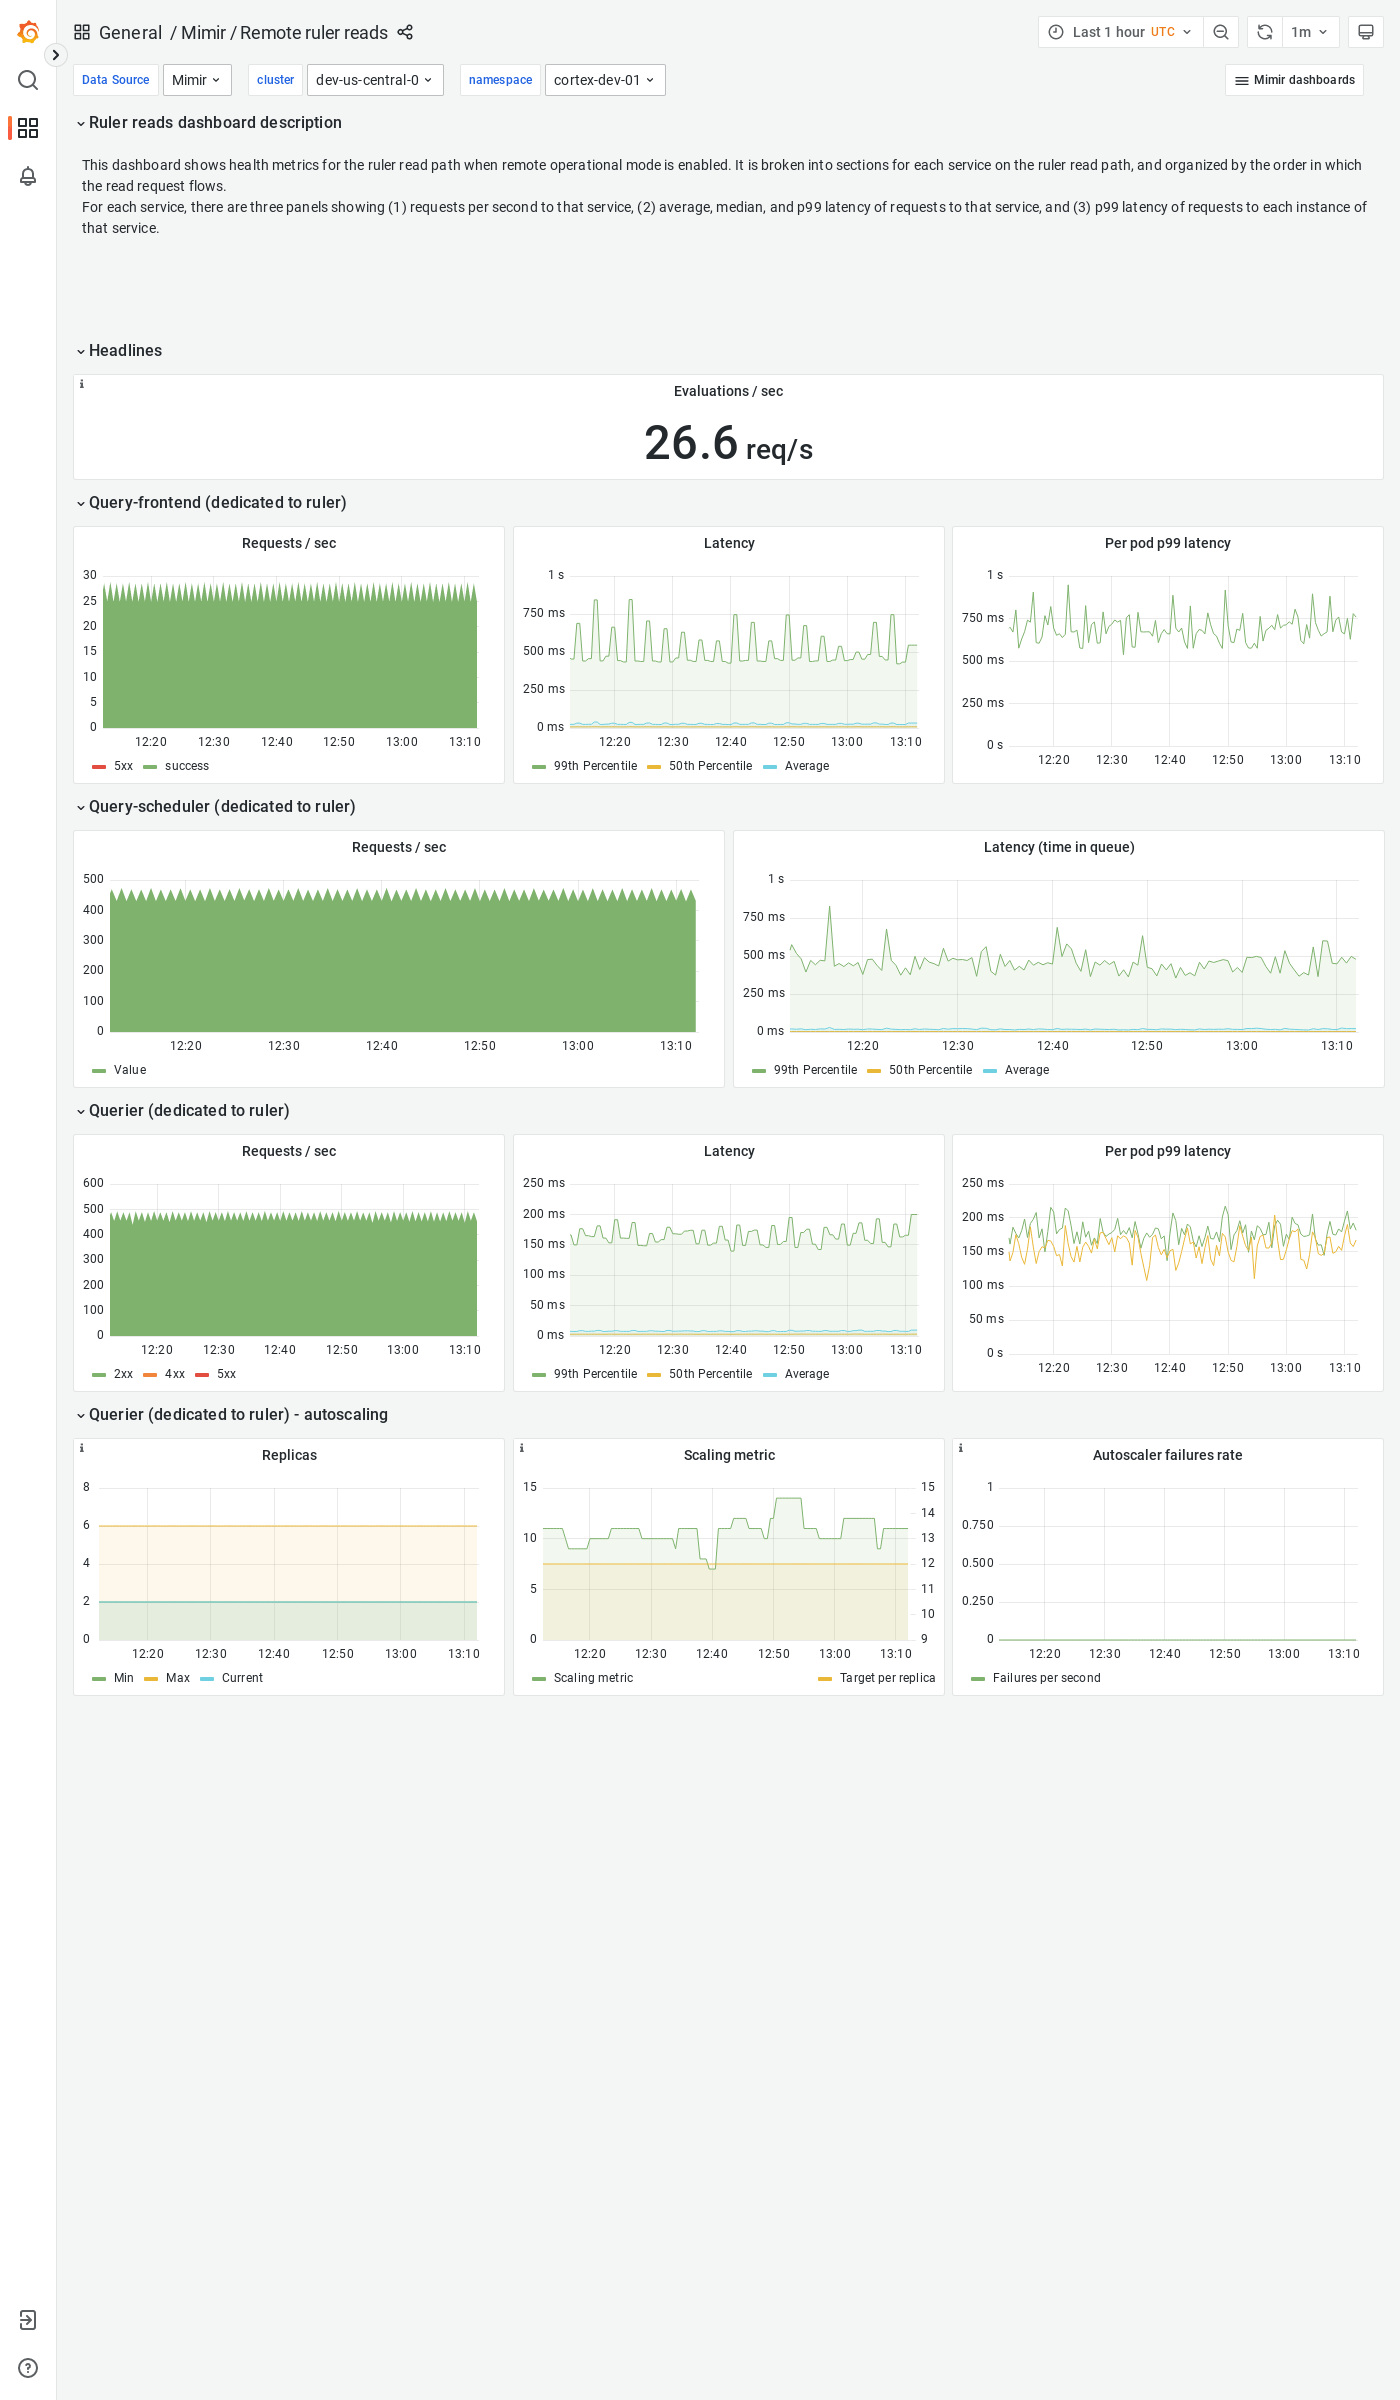 General / Mimir / Remote ruler reads
Last 1 hour UTC
1m
Data Source Mimir
cluster dev-us-central-0
namespace cortex-dev-01
Mimir dashboards
Ruler reads dashboard description
This dashboard shows health metrics for the ruler read path when remote operational mode is enabled. It is broken into sections for each service on the ruler read path, and organized by the order in which
the read request flows.
For each service, there are three panels showing (1) requests per second to that service, (2) average, median, and p99 latency of requests to that service, and (3) p99 latency of requests to each instance of
that service.
Headlines
Evaluations / sec
26.6 req/s
Query-frontend (dedicated to ruler)
Requests / sec
30
25
20
15
10
5
0
12:20 12:30 12:40 12:50 13:00 13:10
5xx success
Latency
1 s
750 ms
500 ms
250 ms
0 ms
12:20 12:30 12:40 12:50 13:00 13:10
99th Percentile 50th Percentile Average
Per pod p99 latency
1 s
750 ms
500 ms
250 ms
0 s
12:20 12:30 12:40 12:50 13:00 13:10
Query-scheduler (dedicated to ruler)
Requests / sec
500
400
300
200
100
0
12:20 12:30 12:40 12:50 13:00 13:10
Value
Latency (time in queue)
1 s
750 ms
500 ms
250 ms
0 ms
12:20 12:30 12:40 12:50 13:00 13:10
99th Percentile 50th Percentile Average
Querier (dedicated to ruler)
Requests / sec
600
500
400
300
200
100
0
12:20 12:30 12:40 12:50 13:00 13:10
2xx 4xx 5xx
Latency
250 ms
200 ms
150 ms
100 ms
50 ms
0 ms
12:20 12:30 12:40 12:50 13:00 13:10
99th Percentile 50th Percentile Average
Per pod p99 latency
250 ms
200 ms
150 ms
100 ms
50 ms
0 s
12:20 12:30 12:40 12:50 13:00 13:10
Querier (dedicated to ruler) - autoscaling
Replicas
8
6
4
2
0
12:20 12:30 12:40 12:50 13:00 13:10
Min Max Current
Scaling metric
15
10
5
0
15
14
13
12
11
10
9
12:20 12:30 12:40 12:50 13:00 13:10
Scaling metric Target per replica
Autoscaler failures rate
1
0.750
0.500
0.250
0
12:20 12:30 12:40 12:50 13:00 13:10
Failures per second